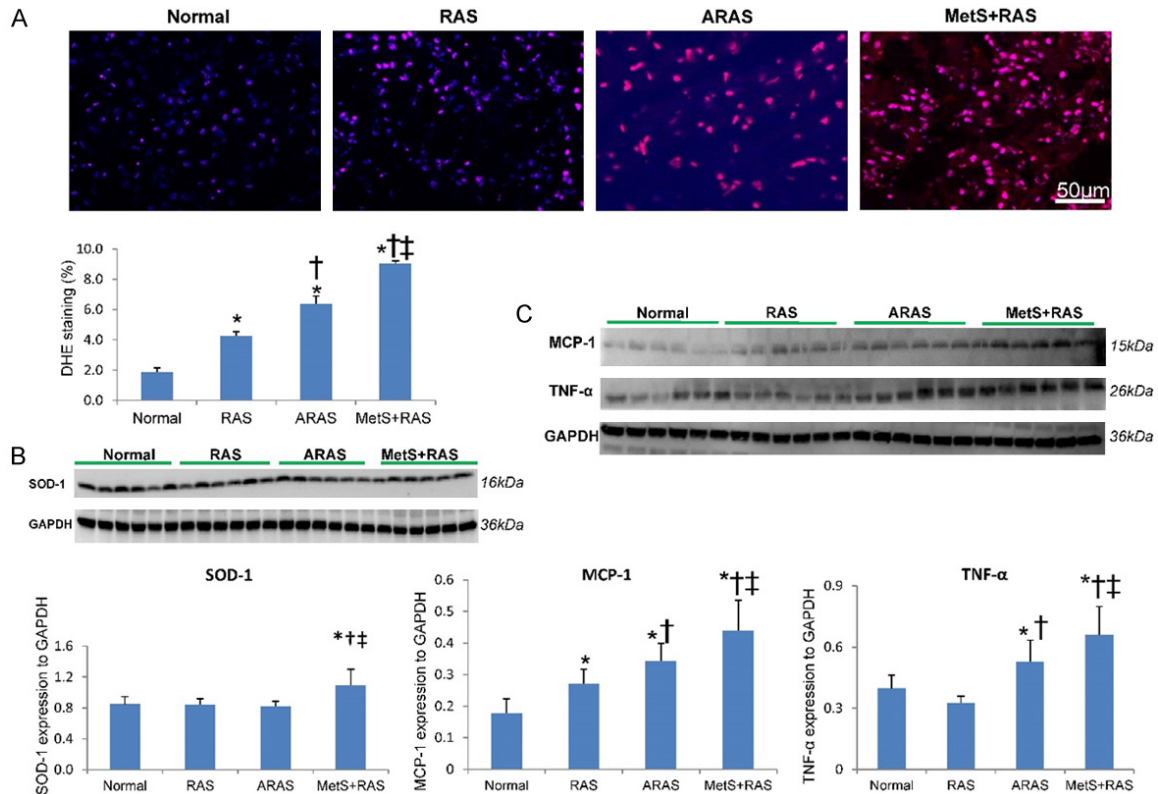 A
Normal RAS ARAS MetS+RAS
50µm
DHE staining (%)
10.0
8.0
6.0
4.0
2.0
0.0
*
*
†
*
*†‡
Normal RAS ARAS MetS+RAS
C
Normal RAS ARAS MetS+RAS
MCP-1 15kDa
TNF-α 26kDa
GAPDH 36kDa
B
Normal RAS ARAS MetS+RAS
SOD-1 16kDa
GAPDH 36kDa
SOD-1
SOD-1 expression to GAPDH
1.6
1.2
0.8
0.4
0.0
*†‡
Normal RAS ARAS MetS+RAS
MCP-1
MCP-1 expression to GAPDH
0.6
0.5
0.4
0.3
0.2
0.1
0
*
*†
*†‡
Normal RAS ARAS MetS+RAS
TNF-α
TNF-α expression to GAPDH
0.9
0.6
0.3
0
*†
*†‡
Normal RAS ARAS MetS+RAS